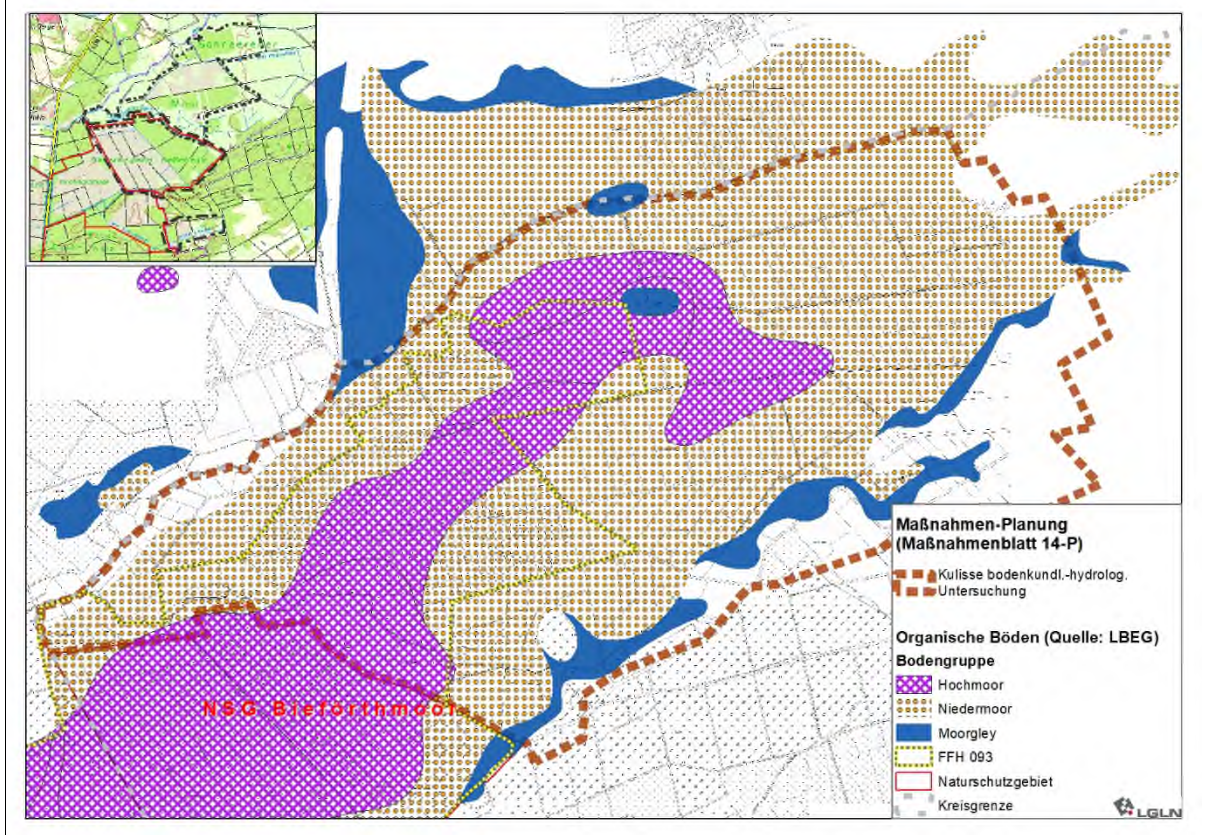 NSG Bieförthmoor
Maßnahmen-Planung
(Maßnahmenblatt 14-P)
Kulisse bodenkundl.-hydrolog.
Untersuchung
Organische Böden (Quelle: LBEG)
Bodengruppe
Hochmoor
Niedermoor
Moorgley
FFH 093
Naturschutzgebiet
Kreisgrenze
LGLN